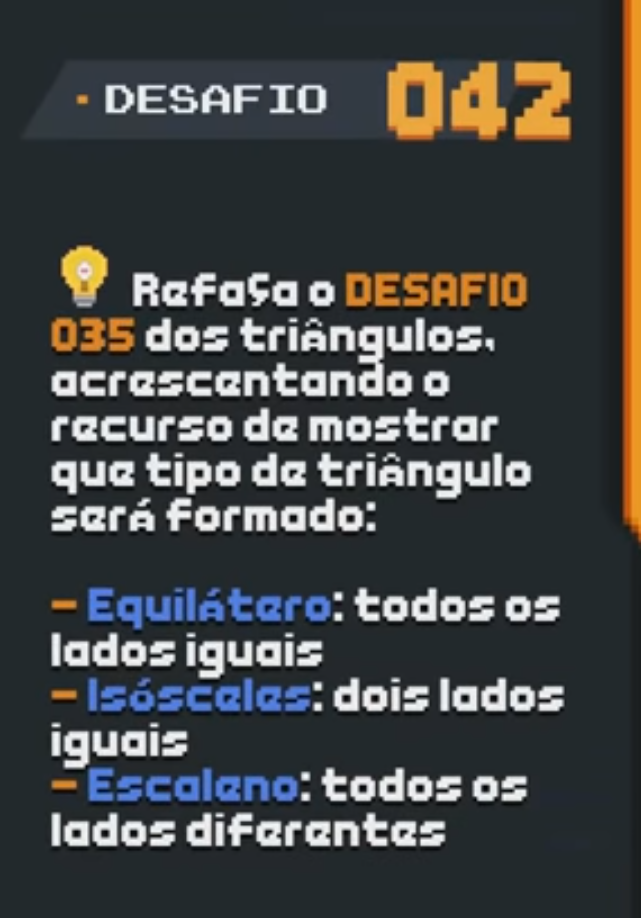 DESAFIO 042
Refaça o DESAFIO
035 dos triângulos,
acrescentando o
recurso de mostrar
que tipo de triângulo
será formado:
- Equilátero: todos os
lados iguais
- Isósceles: dois lados
iguais
- Escaleno: todos os
lados diferentes